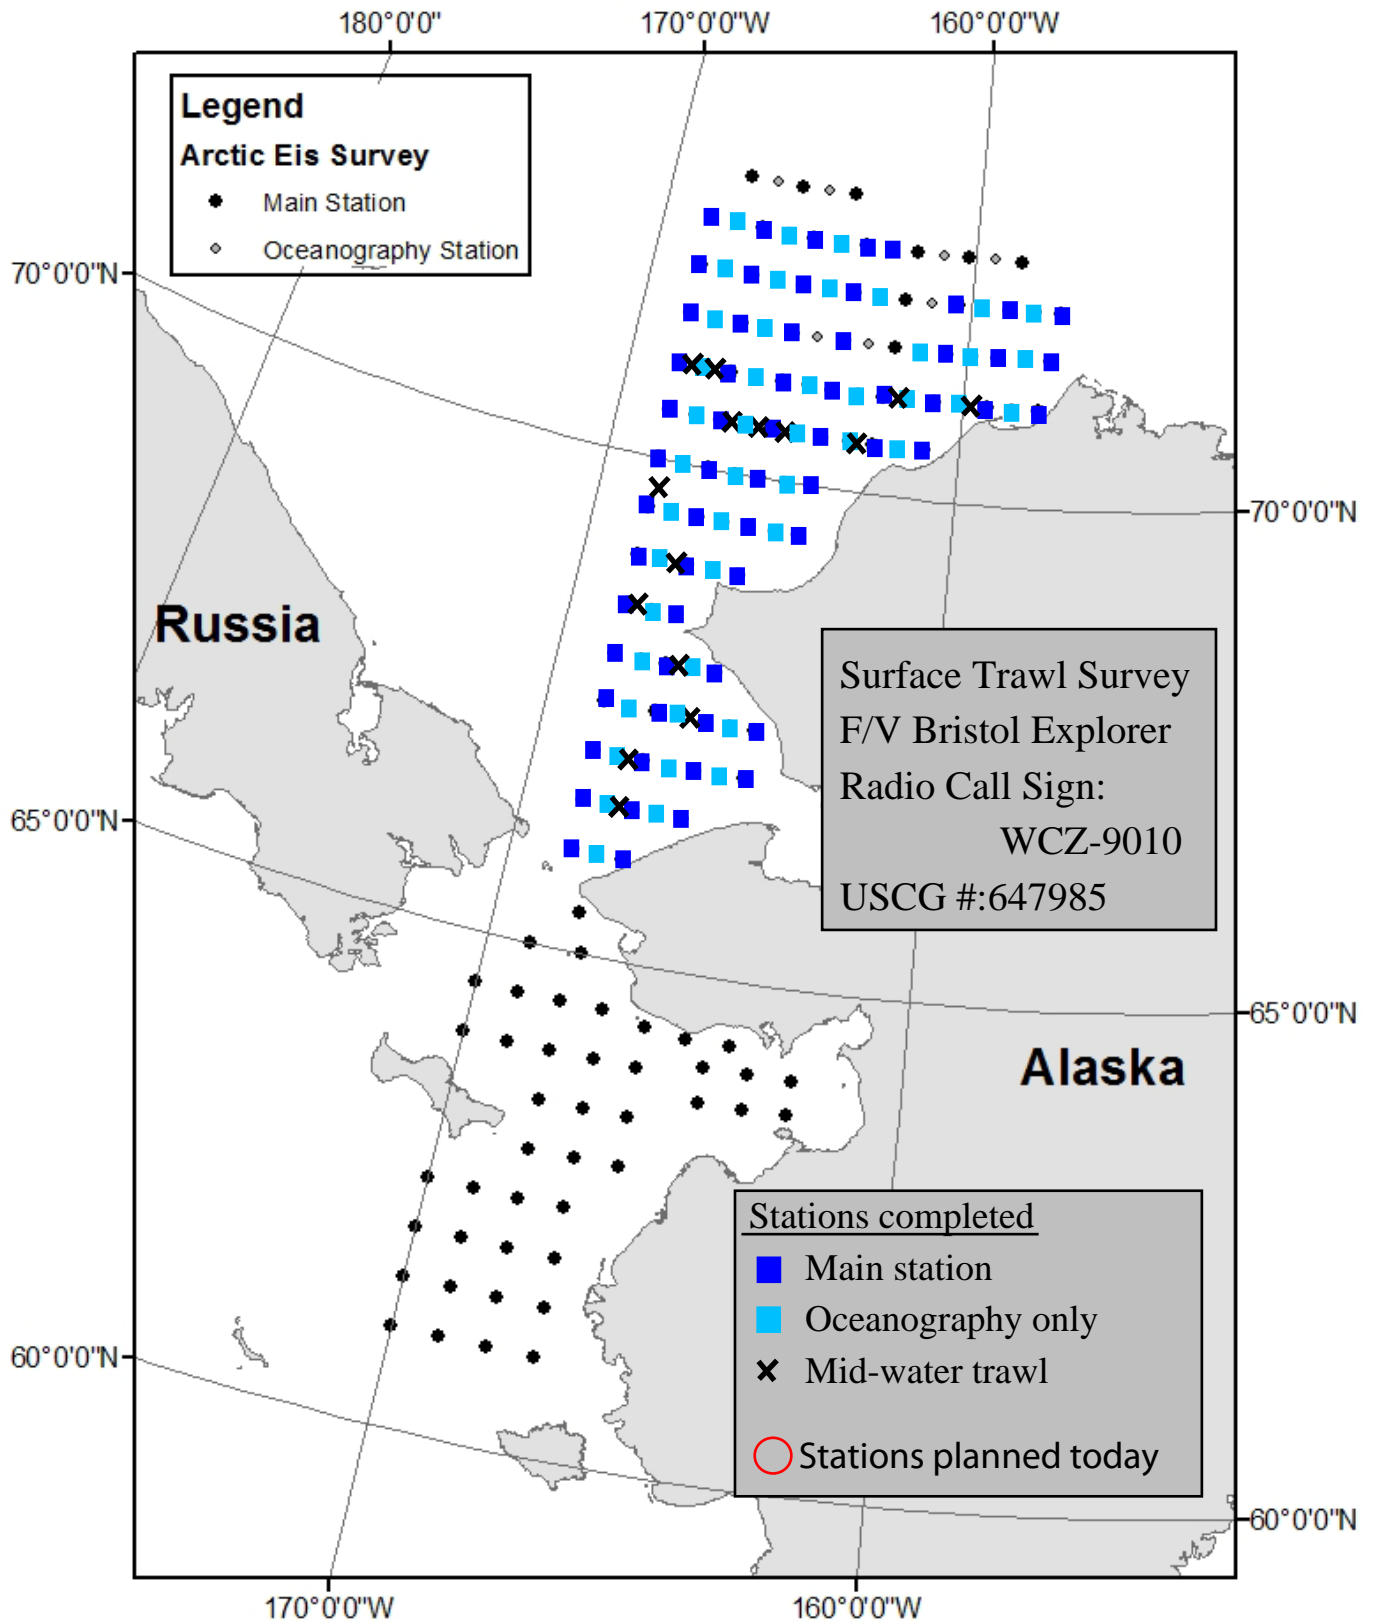 180°0'0"
170°0'0"W
160°0'0"W
Legend
Arctic Eis Survey
Main Station
Oceanography Station
70°0'0"N
70°0'0"N
Russia
Surface Trawl Survey
F/V Bristol Explorer
Radio Call Sign:
WCZ-9010
USCG #:647985
65°0'0"N
65°0'0"N
Alaska
Stations completed
Main station
Oceanography only
Mid-water trawl
Stations planned today
60°0'0"N
60°0'0"N
170°0'0"W
160°0'0"W